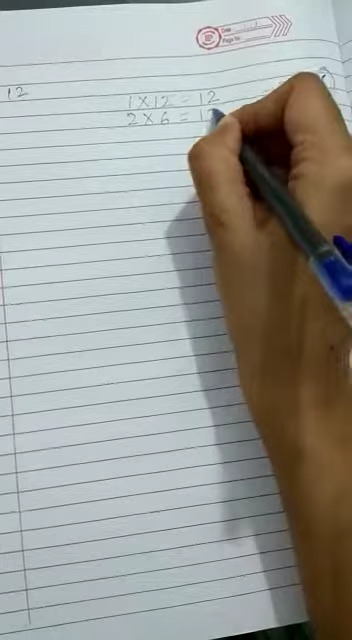 12
1 × 12 = 12
2 × 6 = 1